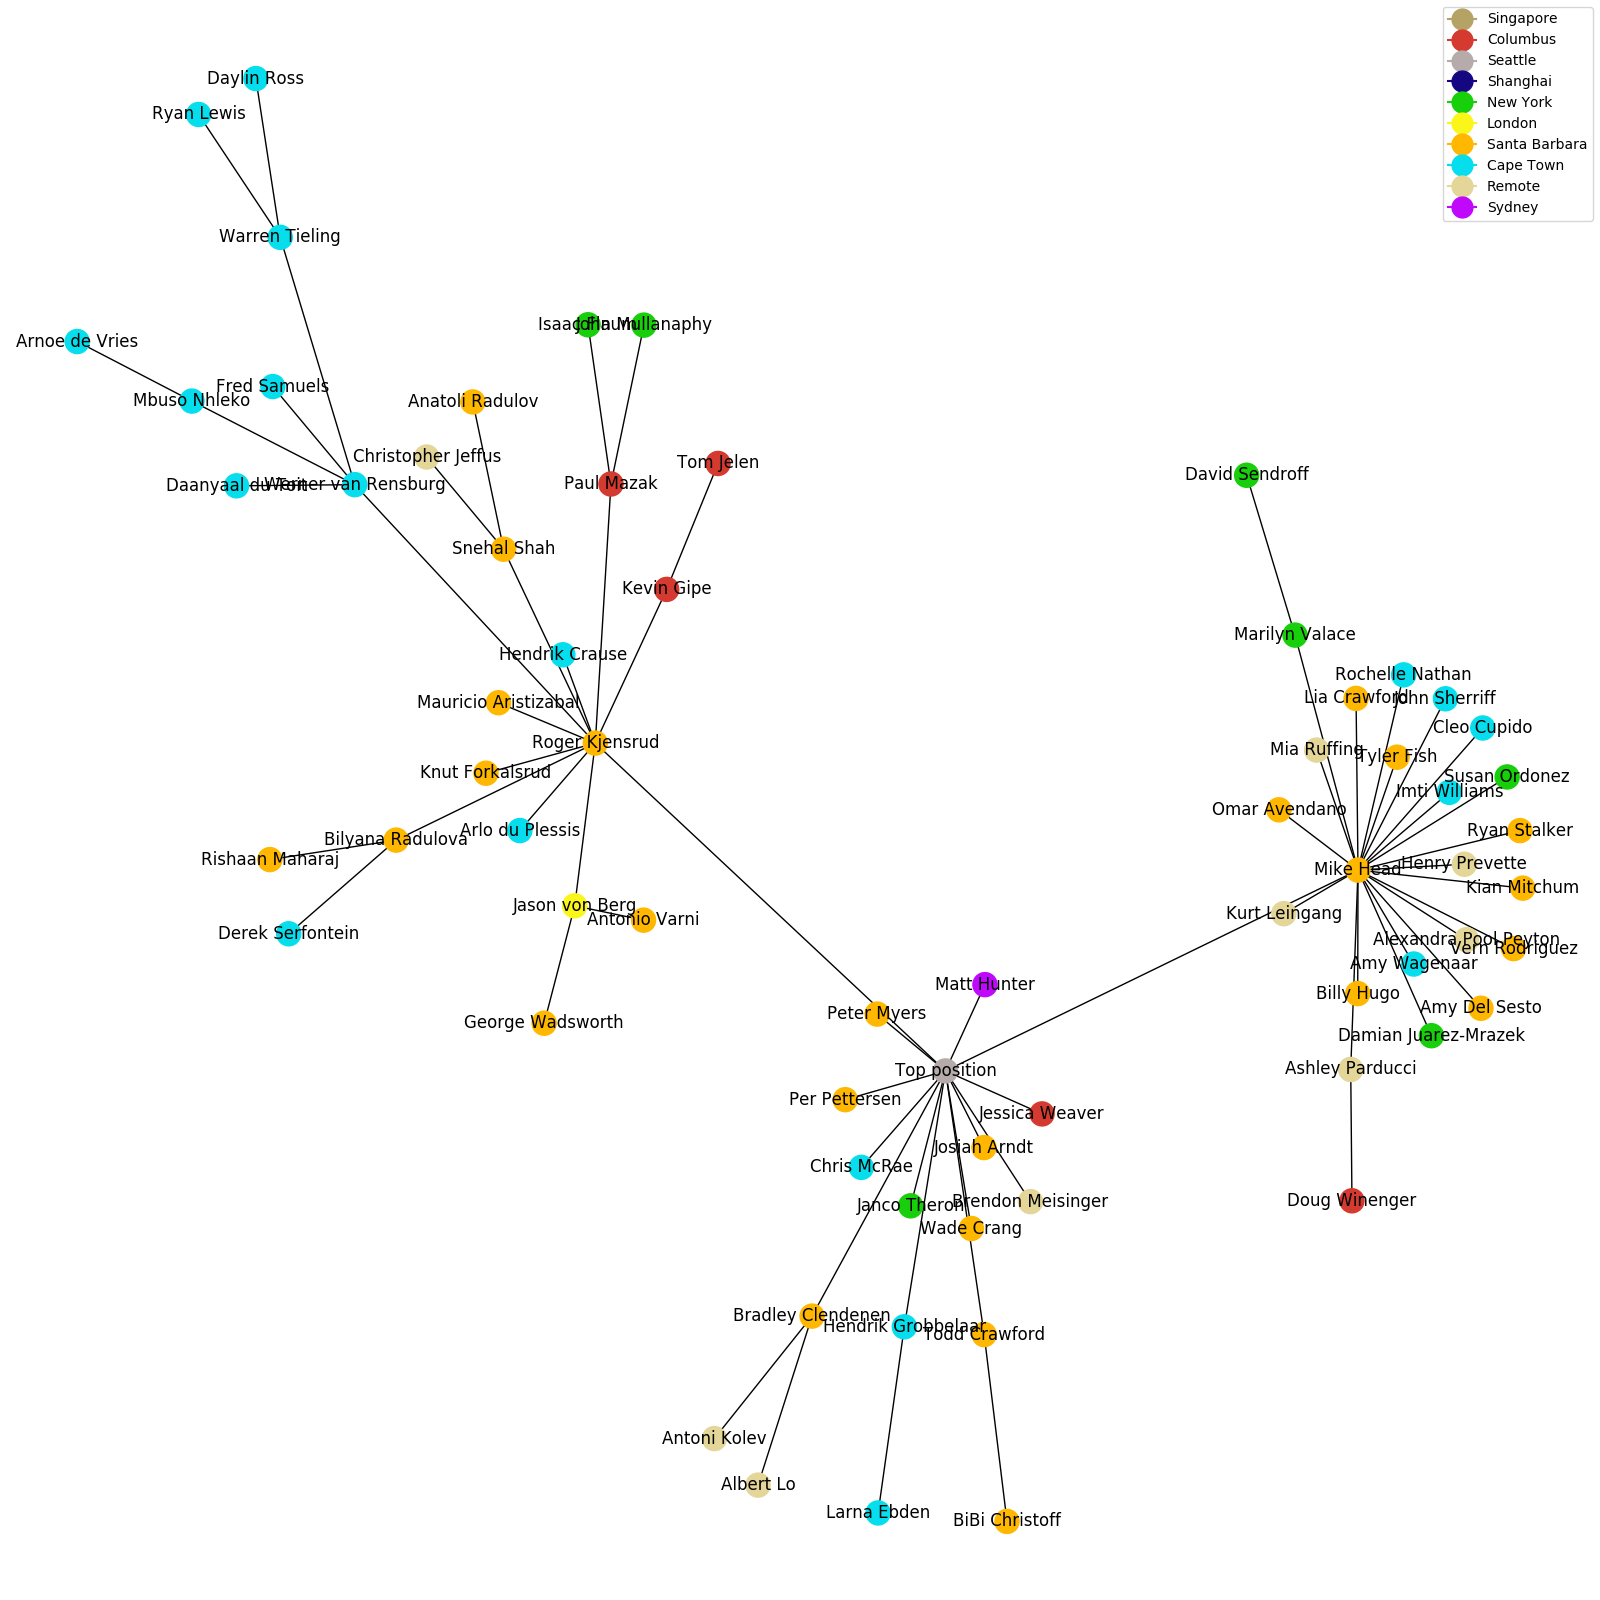 Singapore
Columbus
Seattle
Shanghai
New York
London
Santa Barbara
Cape Town
Remote
Sydney
Daylin Ross
Ryan Lewis
Warren Tieling
Isaac Flaum
John Mullanaphy
Arnoe de Vries
Fred Samuels
Mbuso Nhleko
Anatoli Radulov
Christopher Jeffus
Tom Jelen
David Sendroff
Paul Mazak
Daanyaal du Toit
Werner van Rensburg
Snehal Shah
Kevin Gipe
Marilyn Valace
Hendrik Crause
Rochelle Nathan
Lia Crawford
John Sherriff
Mauricio Aristizabal
Cleo Cupido
Roger Kjensrud
Mia Ruffing
Tyler Fish
Knut Forkalsrud
Susan Ordonez
Imti Williams
Omar Avendano
Arlo du Plessis
Ryan Stalker
Bilyana Radulova
Rishaan Maharaj
Henry Prevette
Mike Head
Kian Mitchum
Jason von Berg
Kurt Leingang
Antonio Varni
Derek Serfontein
Alexandra Pool Peyton
Vern Rodriguez
Amy Wagenaar
Matt Hunter
Billy Hugo
Amy Del Sesto
Peter Myers
George Wadsworth
Damian Juarez-Mrazek
Top position
Ashley Parducci
Per Pettersen
Jessica Weaver
Josiah Arndt
Chris McRae
Doug Winenger
Brendon Meisinger
Janco Theron
Wade Crang
Bradley Clendenen
Hendrik Grobbelaar
Todd Crawford
Antoni Kolev
Albert Lo
Larna Ebden
BiBi Christoff